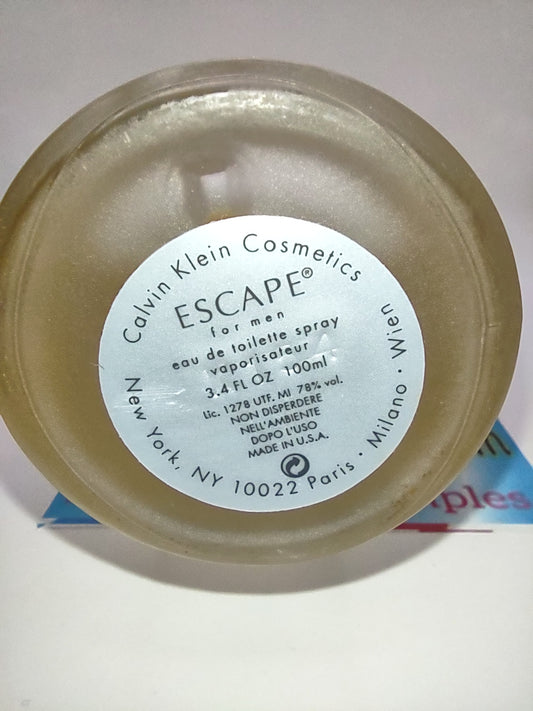 Calvin Klein Cosmetics
ESCAPE®
for men
eau de toilette spray
vaporisateur
3.4 FL OZ 100ml
Lic. 1278 UTF. MI 78% vol.
NON DISPERDERE
NELL'AMBIENTE
DOPO L'USO
MADE IN U.S.A.
New York, NY 10022 Paris · Milano · Wien